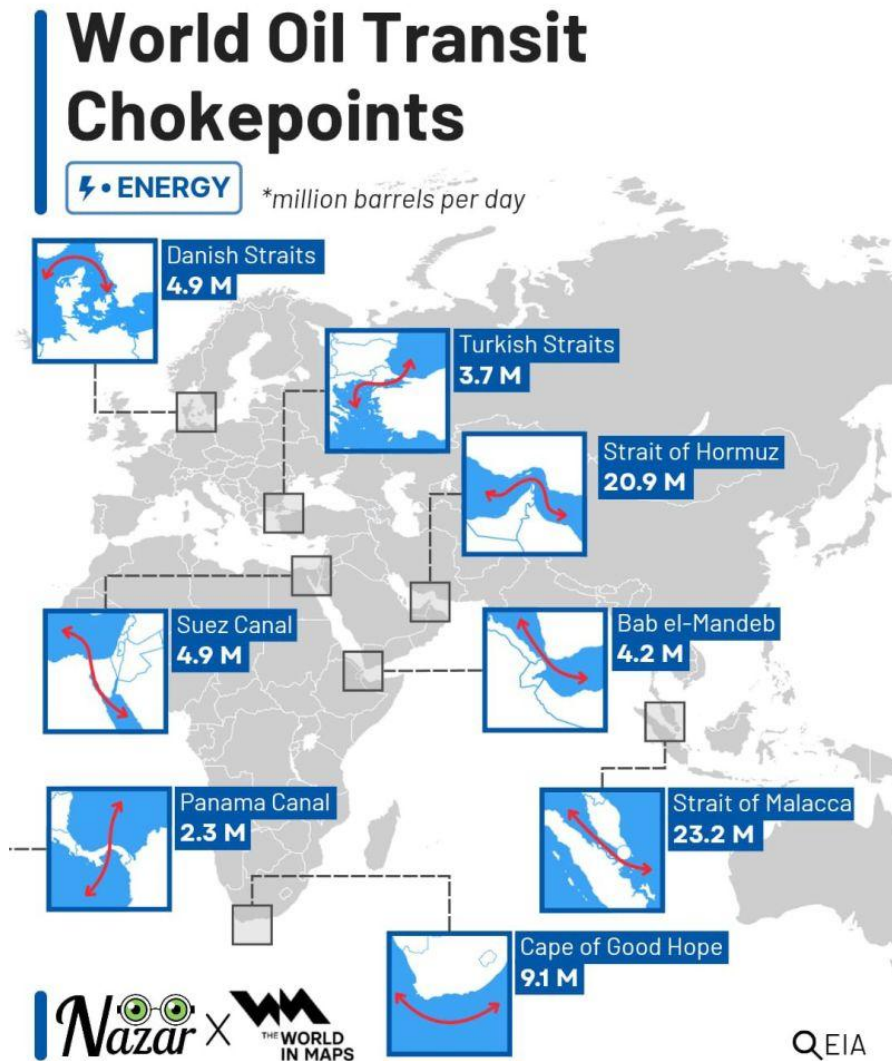 World Oil Transit
Chokepoints
• ENERGY
*million barrels per day
Danish Straits
4.9 M
Turkish Straits
3.7 M
Strait of Hormuz
20.9 M
Suez Canal
4.9 M
Bab el-Mandeb
4.2 M
Panama Canal
2.3 M
Strait of Malacca
23.2 M
Cape of Good Hope
9.1 M
Nazar X WM
THE WORLD
IN MAPS
EIA